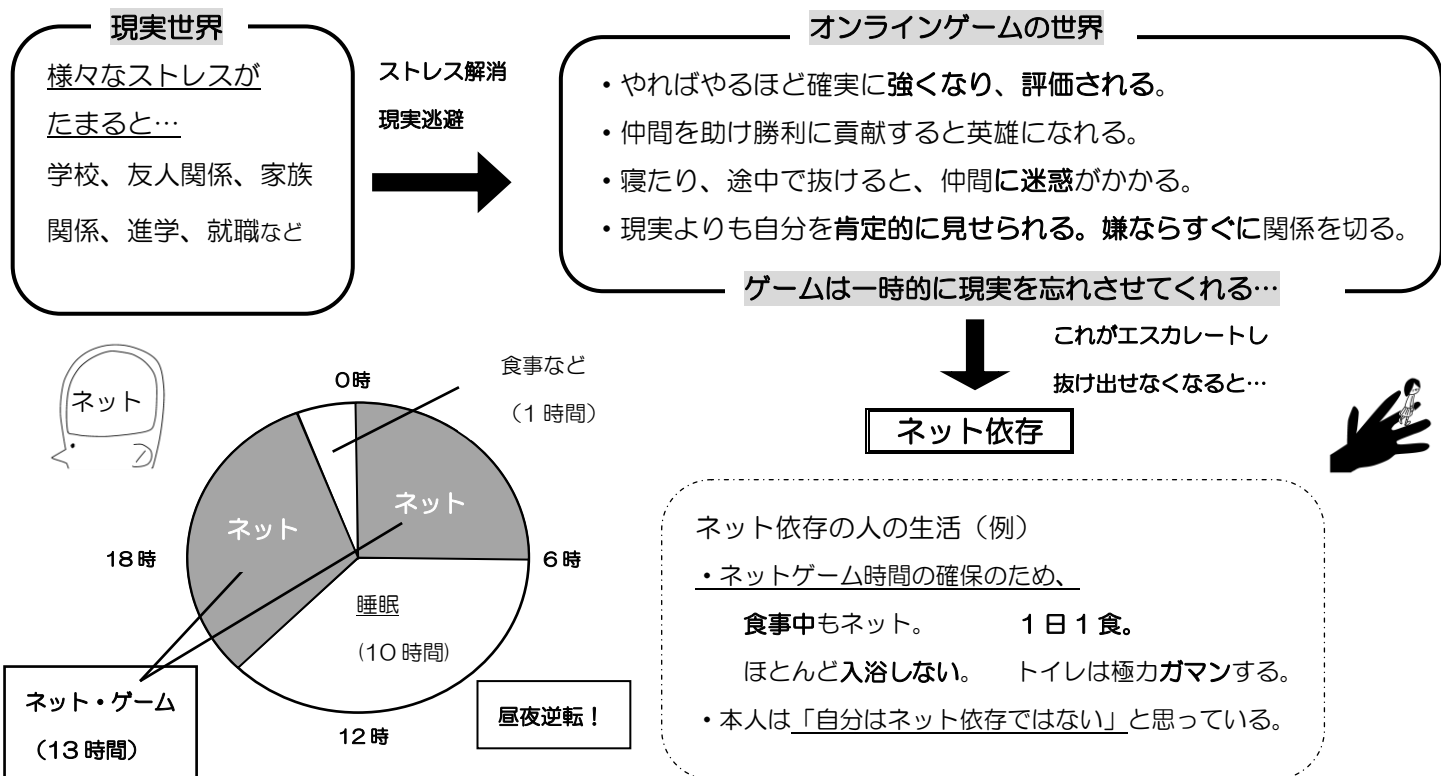 現実世界
様々なストレスが
たまると…
学校、友人関係、家族
関係、進学、就職など
ストレス解消
現実逃避
オンラインゲームの世界
・やればやるほど確実に強くなり、評価される。
・仲間を助け勝利に貢献すると英雄になれる。
・寝たり、途中で抜けると、仲間に迷惑がかかる。
・現実よりも自分を肯定的に見せられる。嫌ならすぐに関係を切る。
ゲームは一時的に現実を忘れさせてくれる…
これがエスカレートし
抜け出せなくなると…
ネット依存
ネット
0時
食事など
（1時間）
ネット
ネット
18時
6時
睡眠
(10時間)
12時
ネット・ゲーム
（13時間）
昼夜逆転！
ネット依存の人の生活（例）
・ネットゲーム時間の確保のため、
食事中もネット。 1日1食。
ほとんど入浴しない。 トイレは極力ガマンする。
・本人は「自分はネット依存ではない」と思っている。